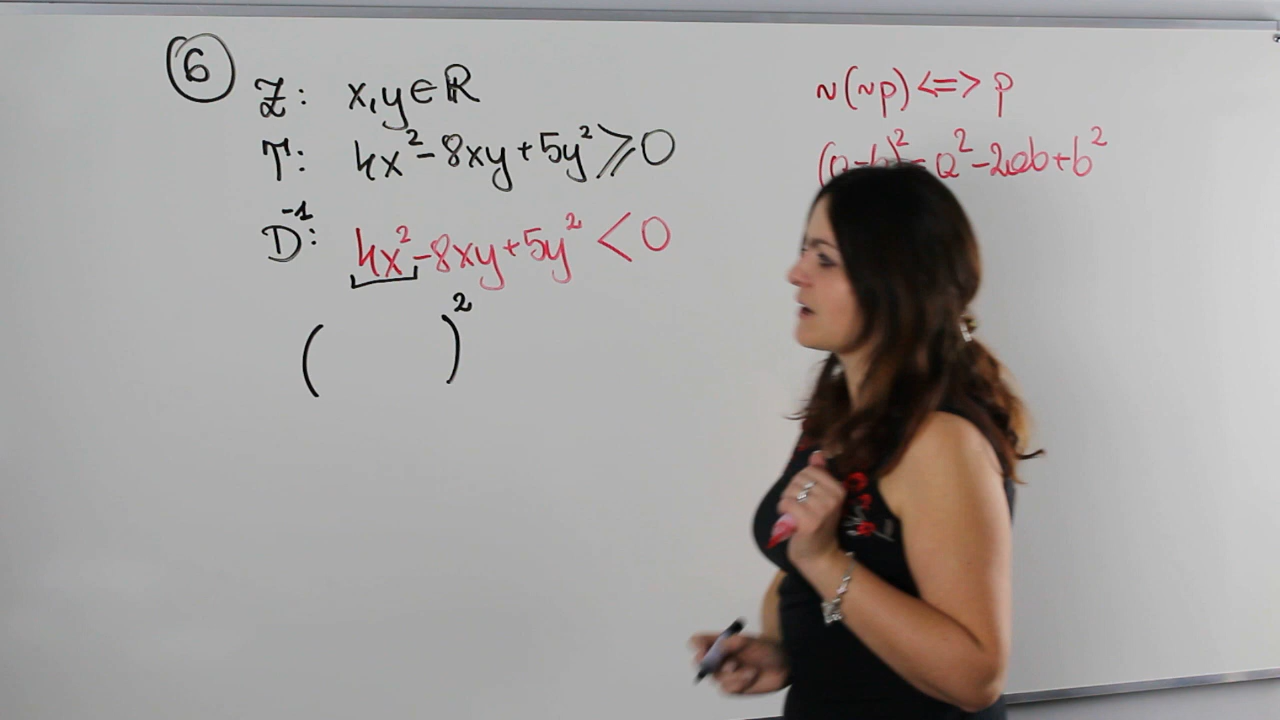 ⑥
Z: x,y∈ℝ
T: 4x²-8xy+5y²⩾0
D⁻¹: 4x²-8xy+5y²<0
( )²
~(~p)<=>p
(a-b)²=a²-2ab+b²